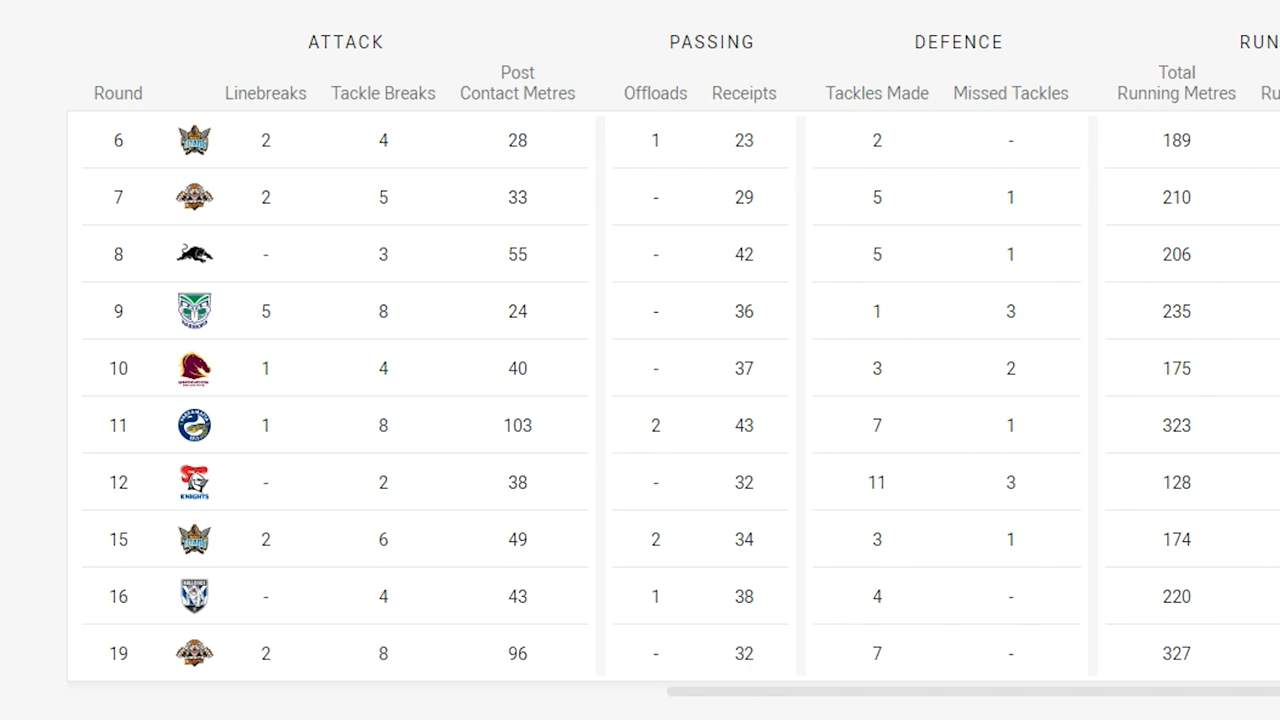 ATTACK PASSING DEFENCE RUN
Post
Contact Metres
Total
Running Metres
Round Linebreaks Tackle Breaks Offloads Receipts Tackles Made Missed Tackles Ru
6 2 4 28 1 23 2 - 189
7 2 5 33 - 29 5 1 210
8 - 3 55 - 42 5 1 206
9 5 8 24 - 36 1 3 235
10 1 4 40 - 37 3 2 175
11 1 8 103 2 43 7 1 323
12 KNIGHTS - 2 38 - 32 11 3 128
15 2 6 49 2 34 3 1 174
16 - 4 43 1 38 4 - 220
19 2 8 96 - 32 7 - 327